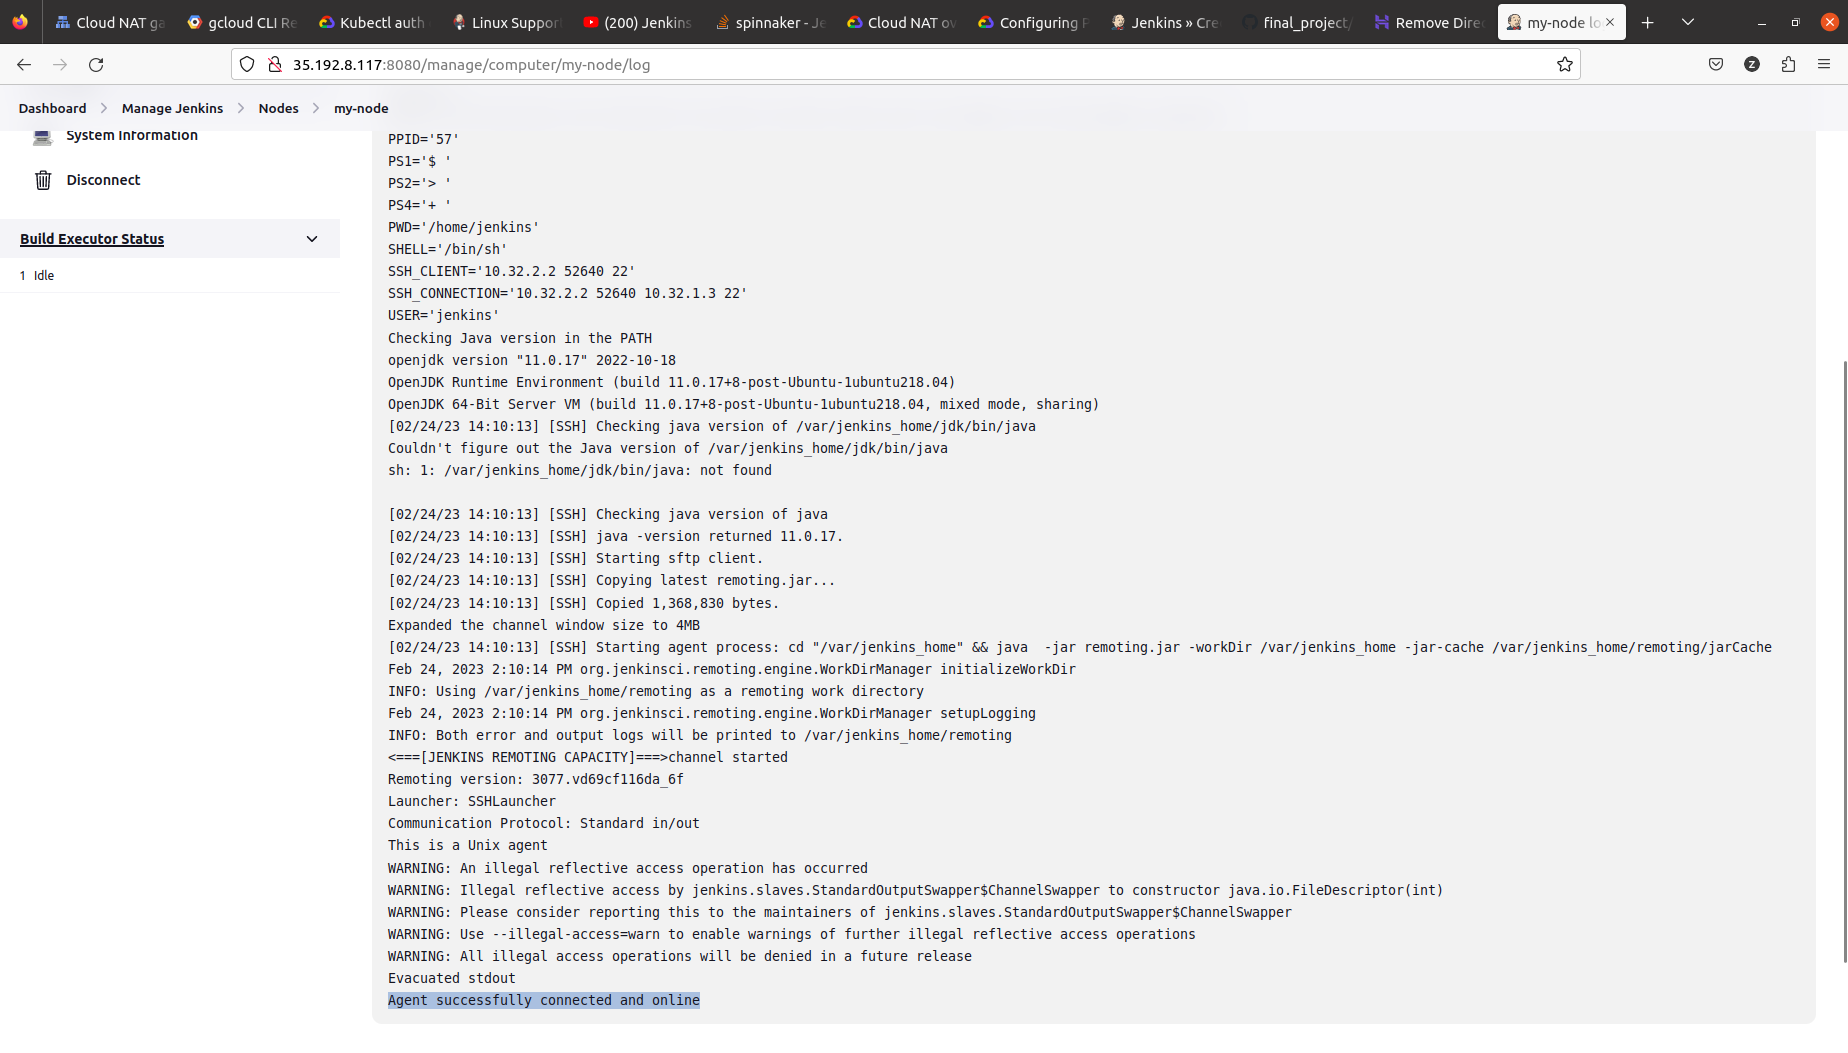 Cloud NAT ga
gcloud CLI Re
Kubectl auth
Linux Suppor
(200) Jenkins
spinnaker - Je
Cloud NAT ov
Configuring P
Jenkins » Cre
final_project/
Remove Dire
my-node lo
35.192.8.117:8080/manage/computer/my-node/log
Z
Dashboard
Manage Jenkins
Nodes
my-node
System Information
Disconnect
Build Executor Status
1 Idle
PPID='57'
PS1='$ '
PS2='> '
PS4='+ '
PWD='/home/jenkins'
SHELL='/bin/sh'
SSH_CLIENT='10.32.2.2 52640 22'
SSH_CONNECTION='10.32.2.2 52640 10.32.1.3 22'
USER='jenkins'
Checking Java version in the PATH
openjdk version "11.0.17" 2022-10-18
OpenJDK Runtime Environment (build 11.0.17+8-post-Ubuntu-1ubuntu218.04)
OpenJDK 64-Bit Server VM (build 11.0.17+8-post-Ubuntu-1ubuntu218.04, mixed mode, sharing)
[02/24/23 14:10:13] [SSH] Checking java version of /var/jenkins_home/jdk/bin/java
Couldn't figure out the Java version of /var/jenkins_home/jdk/bin/java
sh: 1: /var/jenkins_home/jdk/bin/java: not found
[02/24/23 14:10:13] [SSH] Checking java version of java
[02/24/23 14:10:13] [SSH] java -version returned 11.0.17.
[02/24/23 14:10:13] [SSH] Starting sftp client.
[02/24/23 14:10:13] [SSH] Copying latest remoting.jar...
[02/24/23 14:10:13] [SSH] Copied 1,368,830 bytes.
Expanded the channel window size to 4MB
[02/24/23 14:10:13] [SSH] Starting agent process: cd "/var/jenkins_home" && java  -jar remoting.jar -workDir /var/jenkins_home -jar-cache /var/jenkins_home/remoting/jarCache
Feb 24, 2023 2:10:14 PM org.jenkinsci.remoting.engine.WorkDirManager initializeWorkDir
INFO: Using /var/jenkins_home/remoting as a remoting work directory
Feb 24, 2023 2:10:14 PM org.jenkinsci.remoting.engine.WorkDirManager setupLogging
INFO: Both error and output logs will be printed to /var/jenkins_home/remoting
<===[JENKINS REMOTING CAPACITY]===>channel started
Remoting version: 3077.vd69cf116da_6f
Launcher: SSHLauncher
Communication Protocol: Standard in/out
This is a Unix agent
WARNING: An illegal reflective access operation has occurred
WARNING: Illegal reflective access by jenkins.slaves.StandardOutputSwapper$ChannelSwapper to constructor java.io.FileDescriptor(int)
WARNING: Please consider reporting this to the maintainers of jenkins.slaves.StandardOutputSwapper$ChannelSwapper
WARNING: Use --illegal-access=warn to enable warnings of further illegal reflective access operations
WARNING: All illegal access operations will be denied in a future release
Evacuated stdout
Agent successfully connected and online